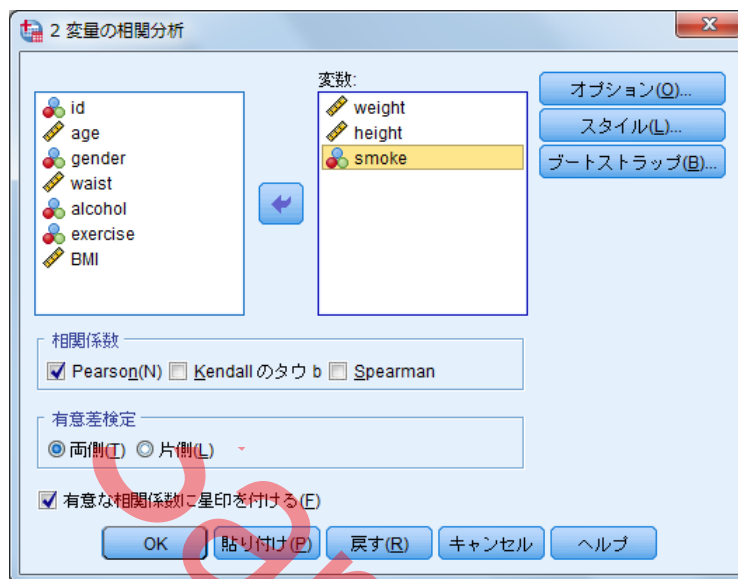 2 変量の相関分析
変数:
id
age
gender
waist
alcohol
exercise
BMI
weight
height
smoke
オプション(O)...
スタイル(L)...
ブートストラップ(B)...
相関係数
Pearson(N) Kendall のタウ b Spearman
有意差検定
両側(T) 片側(L)
有意な相関係数に星印を付ける(F)
OK 貼り付け(P) 戻す(R) キャンセル ヘルプ